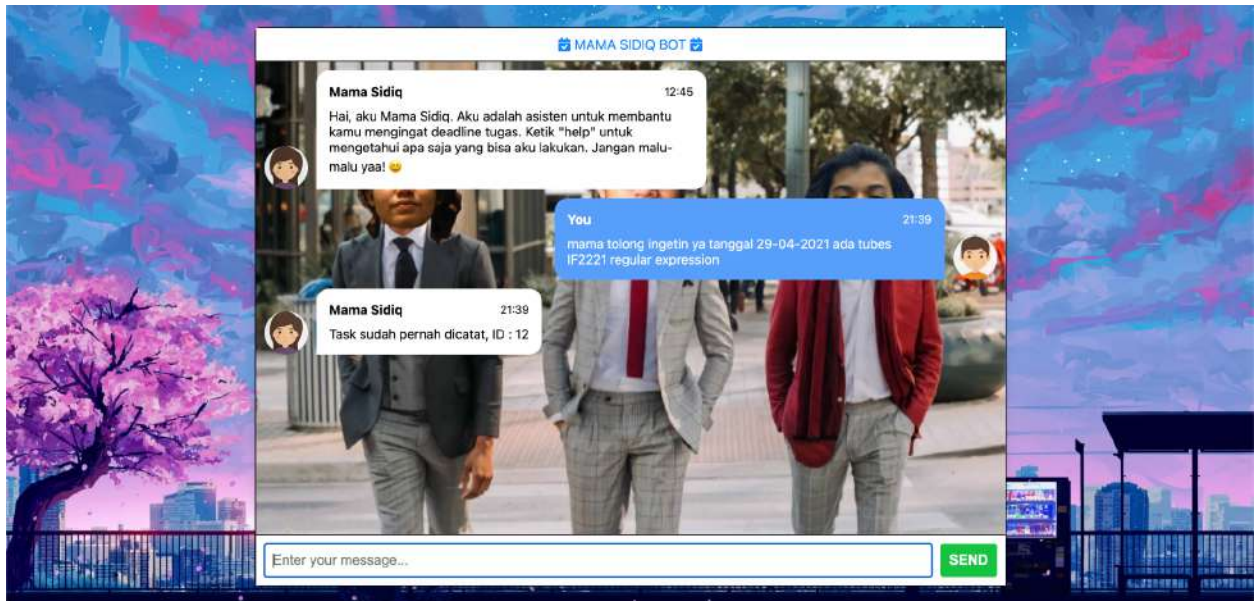 MAMA SIDIQ BOT
Mama Sidiq 12:45
Hai, aku Mama Sidiq. Aku adalah asisten untuk membantu
kamu mengingat deadline tugas. Ketik "help" untuk
mengetahui apa saja yang bisa aku lakukan. Jangan malu-
malu yaa! 😄
You 21:39
mama tolong ingetin ya tanggal 29-04-2021 ada tubes
IF2221 regular expression
Mama Sidiq 21:39
Task sudah pernah dicatat, ID : 12
Enter your message...
SEND